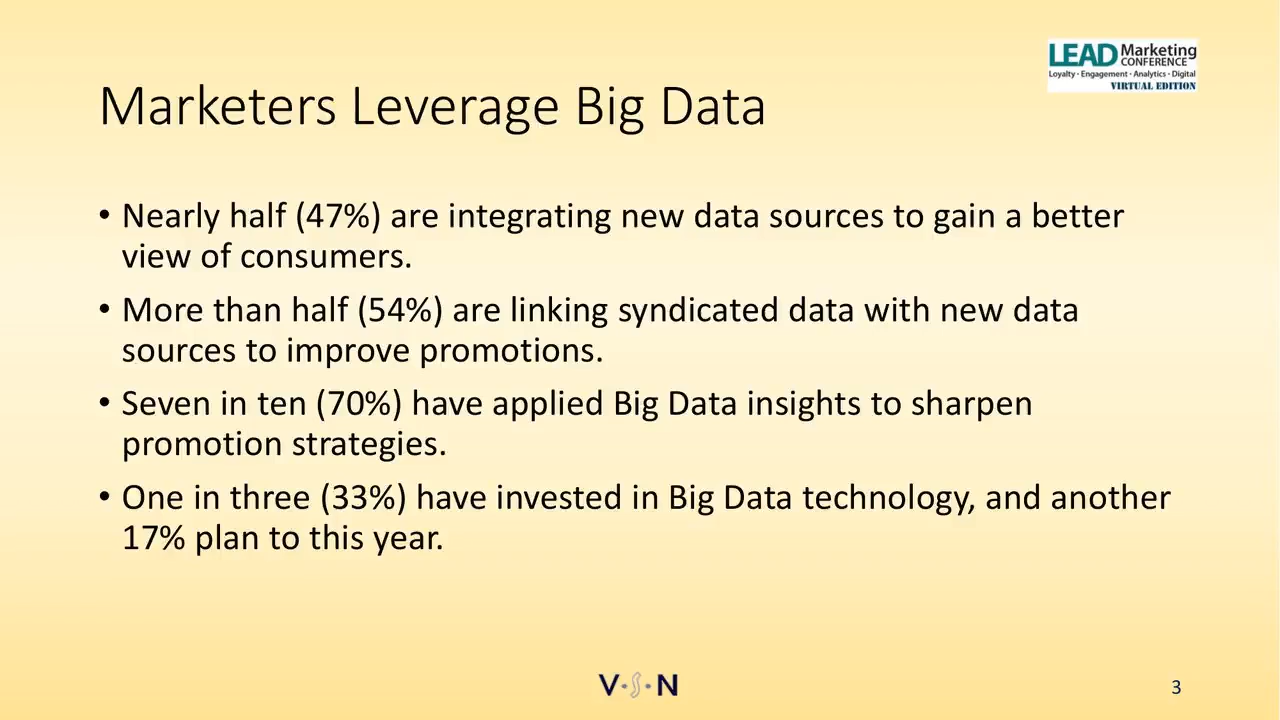 LEAD Marketing
CONFERENCE
Loyalty • Engagement • Analytics • Digital
VIRTUAL EDITION
Marketers Leverage Big Data
• Nearly half (47%) are integrating new data sources to gain a better
view of consumers.
• More than half (54%) are linking syndicated data with new data
sources to improve promotions.
• Seven in ten (70%) have applied Big Data insights to sharpen
promotion strategies.
• One in three (33%) have invested in Big Data technology, and another
17% plan to this year.
V•S•N
3